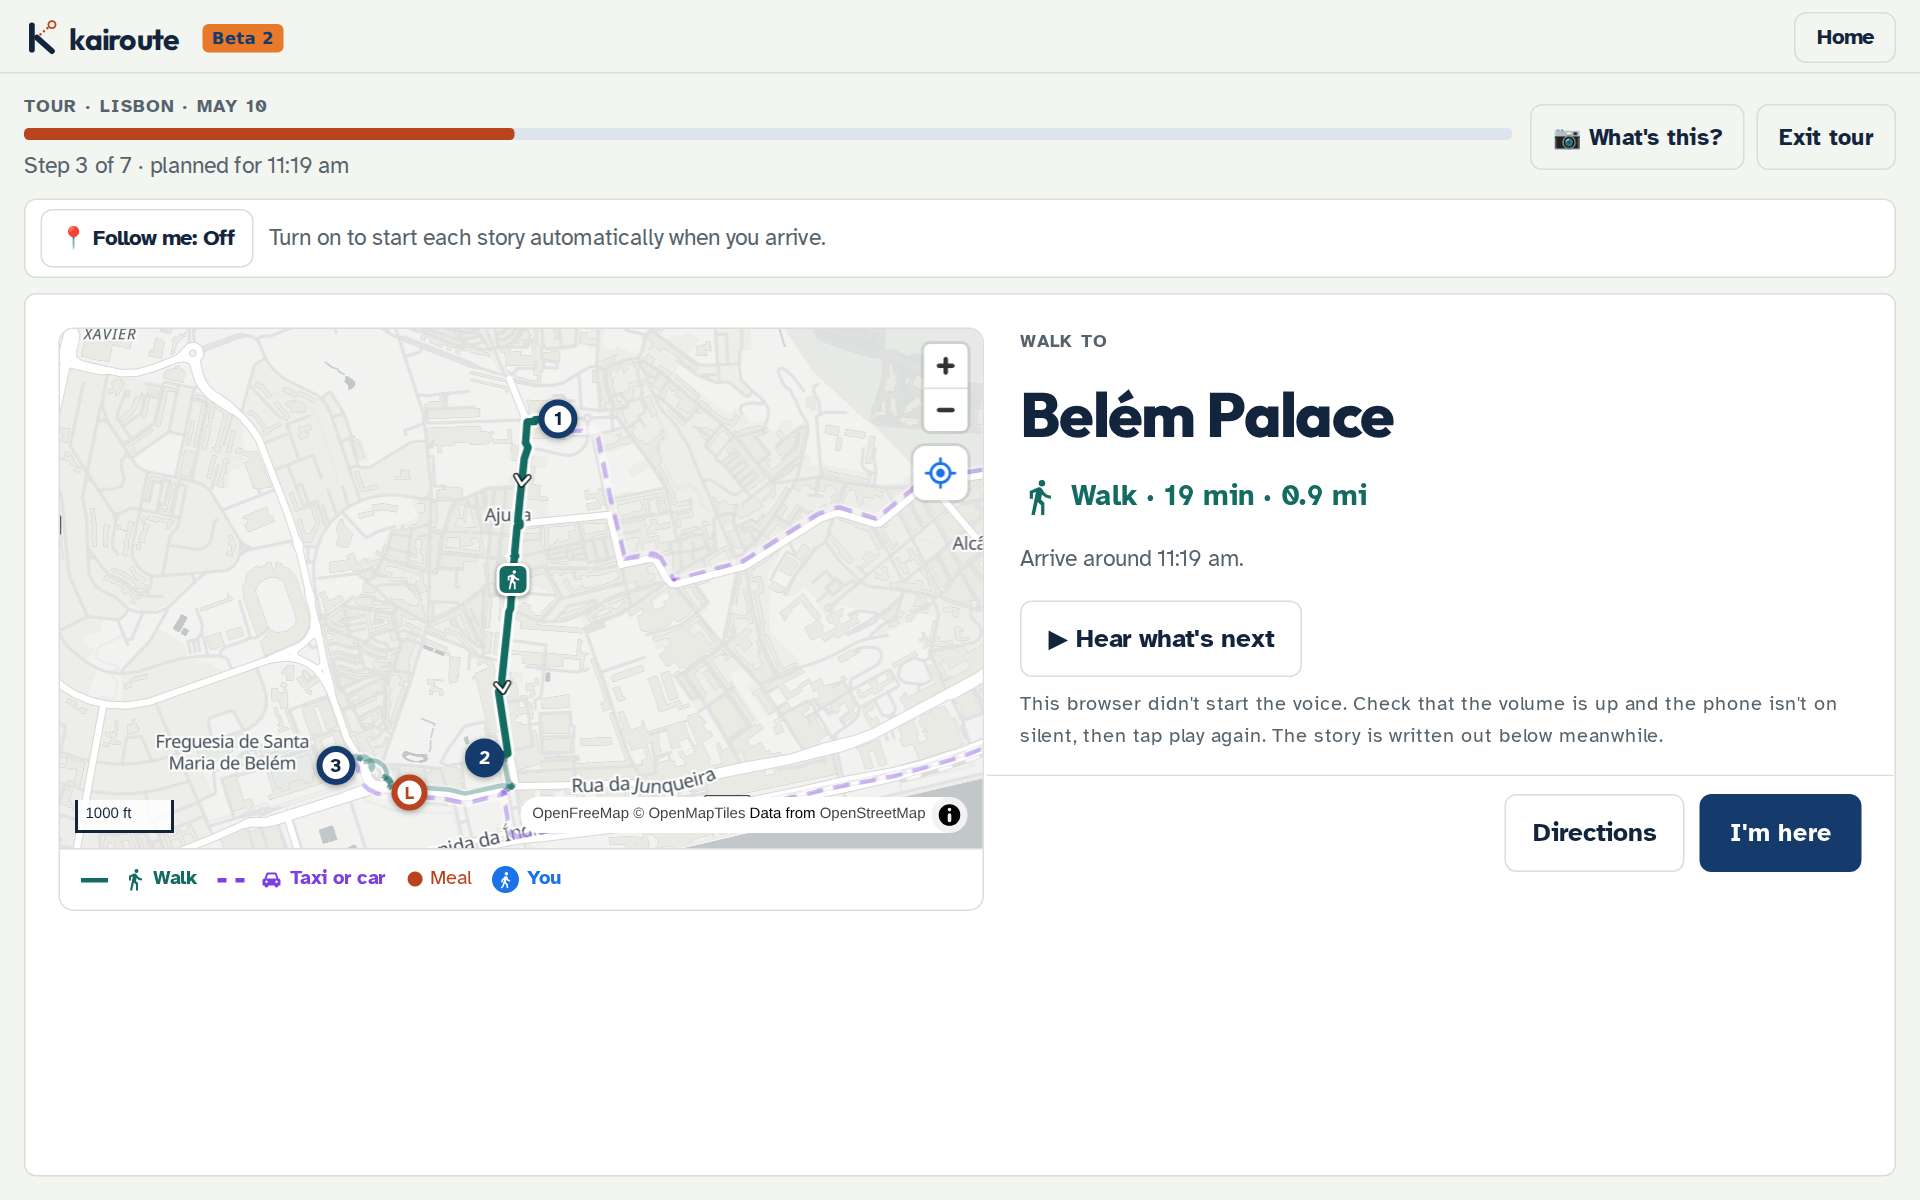 kairoute
Beta 2
Home
TOUR · LISBON · MAY 10
Step 3 of 7 · planned for 11:19 am
What's this?
Exit tour
Follow me: Off
Turn on to start each story automatically when you arrive.
XAVIER
1
Alcá
2
Freguesia de Santa
Maria de Belém
3
L
Rua da Junqueira
1000 ft
OpenFreeMap © OpenMapTiles Data from OpenStreetMap
Walk
Taxi or car
Meal
You
WALK TO
Belém Palace
Walk · 19 min · 0.9 mi
Arrive around 11:19 am.
Hear what's next
This browser didn't start the voice. Check that the volume is up and the phone isn't on
silent, then tap play again. The story is written out below meanwhile.
Directions
I'm here